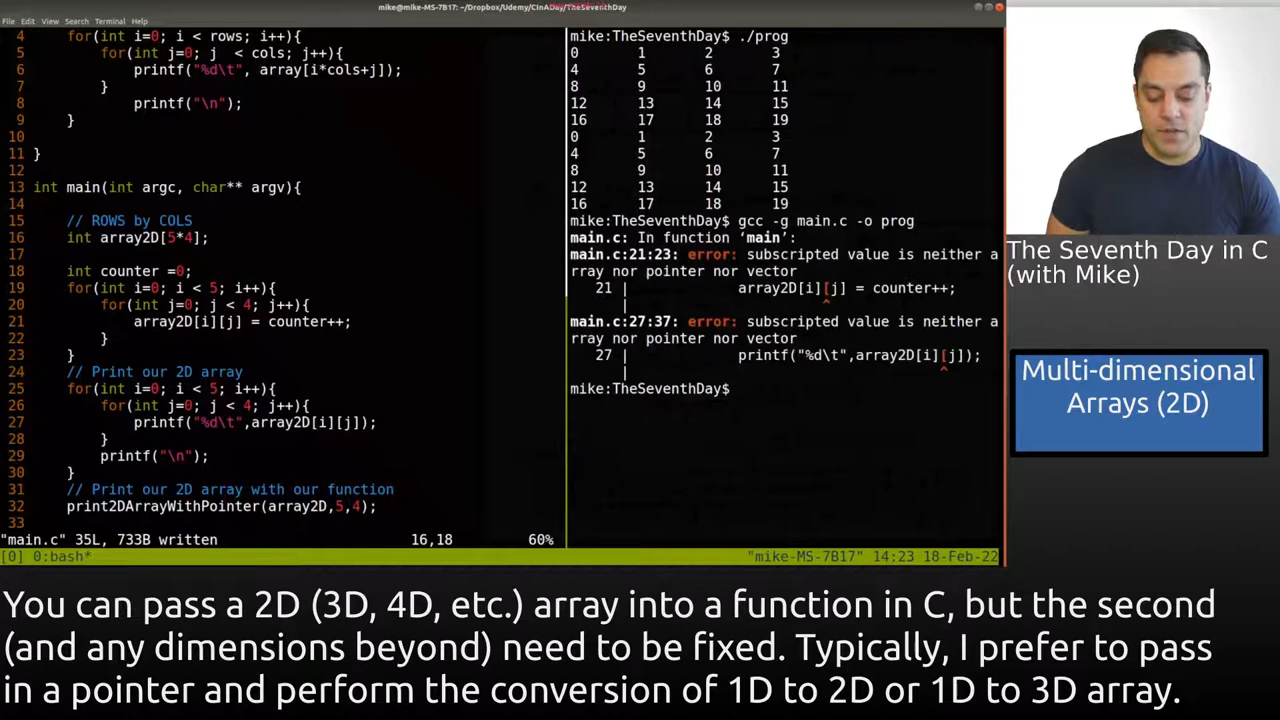 mike@mike-MS-7B17: ~/Dropbox/Udemy/CInADay/TheSeventhDay
File Edit View Search Terminal Help
4 for(int i=0; i < rows; i++){
5 for(int j=0; j < cols; j++){
6 printf("%d\t", array[i*cols+j]);
7 }
8 printf("\n");
9 }
10
11 }
12
13 int main(int argc, char** argv){
14
15 // ROWS by COLS
16 int array2D[5*4];
17
18 int counter =0;
19 for(int i=0; i < 5; i++){
20 for(int j=0; j < 4; j++){
21 array2D[i][j] = counter++;
22 }
23 }
24 // Print our 2D array
25 for(int i=0; i < 5; i++){
26 for(int j=0; j < 4; j++){
27 printf("%d\t",array2D[i][j]);
28 }
29 printf("\n");
30 }
31 // Print our 2D array with our function
32 print2DArrayWithPointer(array2D,5,4);
33
"main.c" 35L, 733B written 16,18 60%
mike:TheSeventhDay$ ./prog
0 1 2 3
4 5 6 7
8 9 10 11
12 13 14 15
16 17 18 19
0 1 2 3
4 5 6 7
8 9 10 11
12 13 14 15
16 17 18 19
mike:TheSeventhDay$ gcc -g main.c -o prog
main.c: In function ‘main’:
main.c:21:23: error: subscripted value is neither a
rray nor pointer nor vector
21 | array2D[i][j] = counter++;
| ^
main.c:27:37: error: subscripted value is neither a
rray nor pointer nor vector
27 | printf("%d\t",array2D[i][j]);
| ^
mike:TheSeventhDay$
[0] 0:bash* "mike-MS-7B17" 14:23 18-Feb-22
The Seventh Day in C
(with Mike)
Multi-dimensional
Arrays (2D)
You can pass a 2D (3D, 4D, etc.) array into a function in C, but the second
(and any dimensions beyond) need to be fixed. Typically, I prefer to pass
in a pointer and perform the conversion of 1D to 2D or 1D to 3D array.